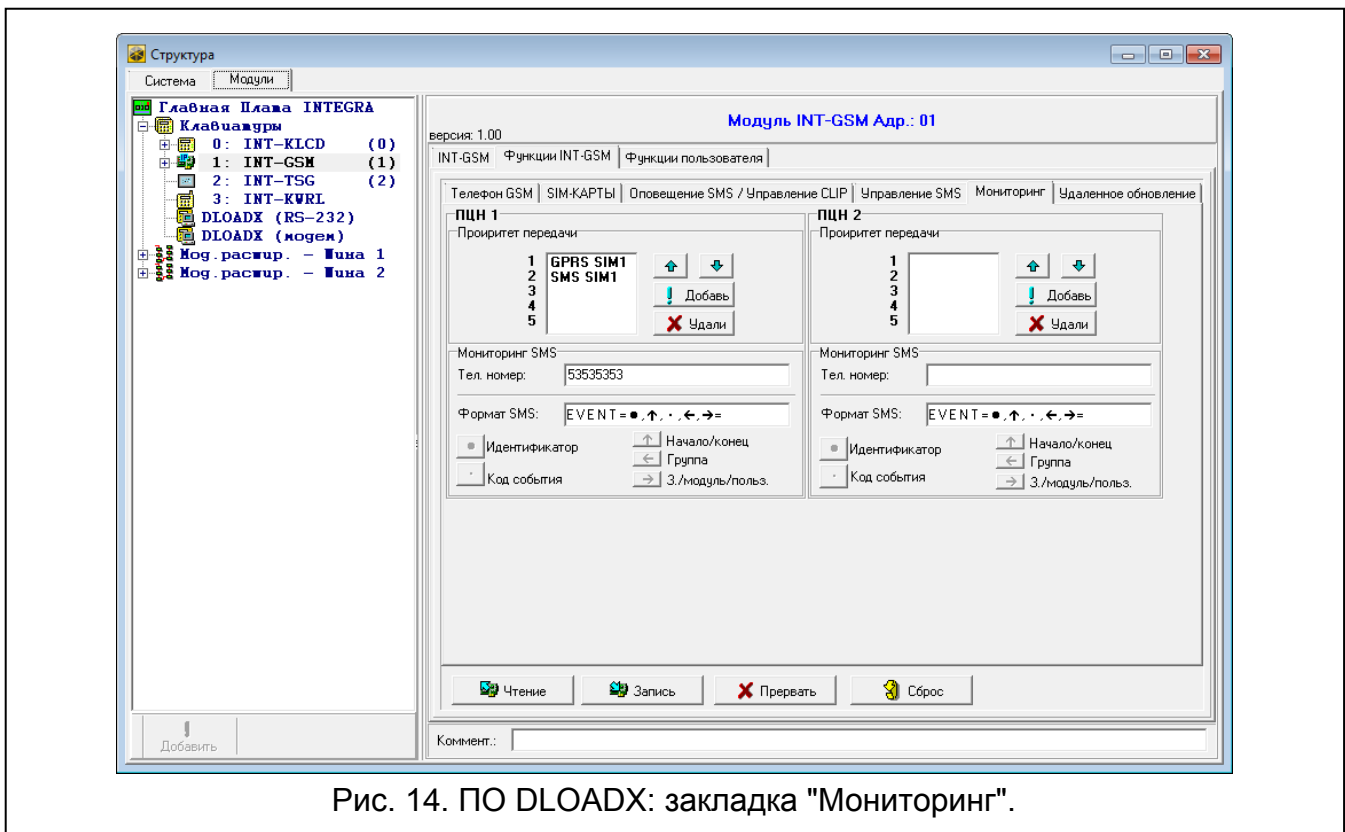 Структура
Система Модули
Главная Плата INTEGRA
Клавиатуры
0: INT-KLCD (0)
1: INT-GSM (1)
2: INT-TSG (2)
3: INT-KWRL
DLOADX (RS-232)
DLOADX (модем)
Мод.расшир. – Шина 1
Мод.расшир. – Шина 2
Добавить
Модуль INT-GSM Адр.: 01
версия: 1.00
INT-GSM Функции INT-GSM Функции пользователя
Телефон GSM SIM-КАРТЫ Оповещение SMS / Управление CLIP Управление SMS Мониторинг Удаленное обновление
ПЦН 1
Проиритет передачи
1 GPRS SIM1
2 SMS SIM1
3 Добавь
4
5 Удали
Мониторинг SMS
Тел. номер: 53535353
Формат SMS: EVENT=●,↑,·,←,→=
Идентификатор ↑ Начало/конец
← Группа
Код события → З./модуль/польз.
ПЦН 2
Проиритет передачи
1
2
3 Добавь
4
5 Удали
Мониторинг SMS
Тел. номер:
Формат SMS: EVENT=●,↑,·,←,→=
Идентификатор ↑ Начало/конец
← Группа
Код события → З./модуль/польз.
Чтение Запись Прервать Сброс
Коммент.:
Рис. 14. ПО DLOADX: закладка "Мониторинг".